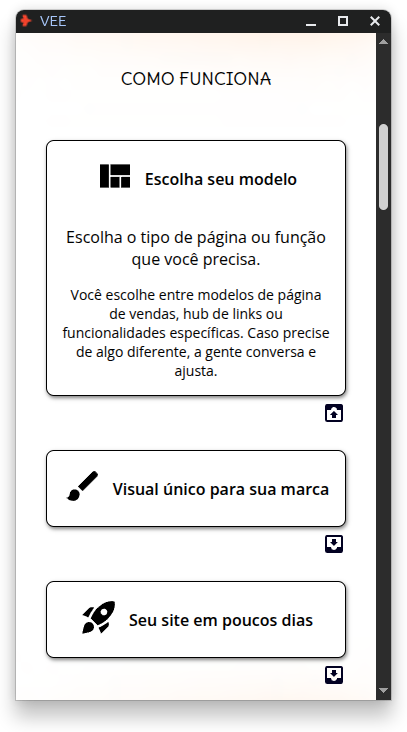 VEE
COMO FUNCIONA
Escolha seu modelo
Escolha o tipo de página ou função
que você precisa.
Você escolhe entre modelos de página
de vendas, hub de links ou
funcionalidades específicas. Caso precise
de algo diferente, a gente conversa e
ajusta.
Visual único para sua marca
Seu site em poucos dias